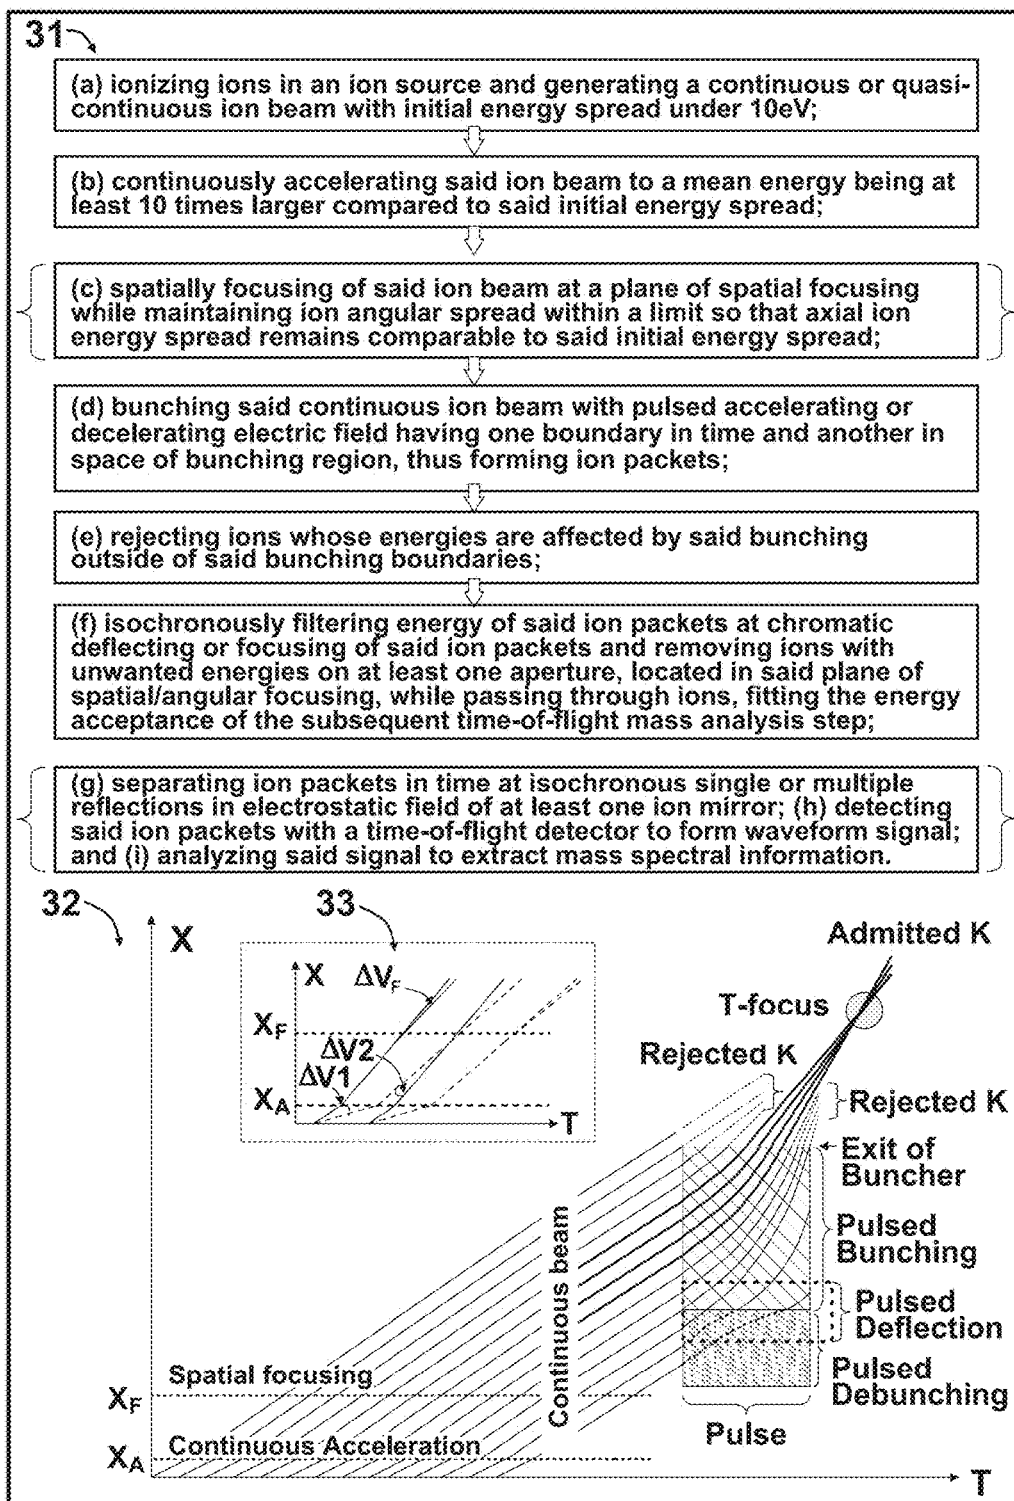 31
(a) ionizing ions in an ion source and generating a continuous or quasi-
continuous ion beam with initial energy spread under 10eV;
(b) continuously accelerating said ion beam to a mean energy being at
least 10 times larger compared to said initial energy spread;
(c) spatially focusing of said ion beam at a plane of spatial focusing
while maintaining ion angular spread within a limit so that axial ion
energy spread remains comparable to said initial energy spread;
(d) bunching said continuous ion beam with pulsed accelerating or
decelerating electric field having one boundary in time and another in
space of bunching region, thus forming ion packets;
(e) rejecting ions whose energies are affected by said bunching
outside of said bunching boundaries;
(f) isochronously filtering energy of said ion packets at chromatic
deflecting or focusing of said ion packets and removing ions with
unwanted energies on at least one aperture, located in said plane of
spatial/angular focusing, while passing through ions, fitting the energy
acceptance of the subsequent time-of-flight mass analysis step;
(g) separating ion packets in time at isochronous single or multiple
reflections in electrostatic field of at least one ion mirror; (h) detecting
said ion packets with a time-of-flight detector to form waveform signal;
and (i) analyzing said signal to extract mass spectral information.
32
X
33
X
ΔV_F
X_F
ΔV2
ΔV1
X_A
T
Admitted K
T-focus
Rejected K
Rejected K
Exit of
Buncher
Pulsed
Bunching
Pulsed
Deflection
Pulsed
Debunching
Pulse
Continuous beam
Spatial focusing
X_F
Continuous Acceleration
X_A
T